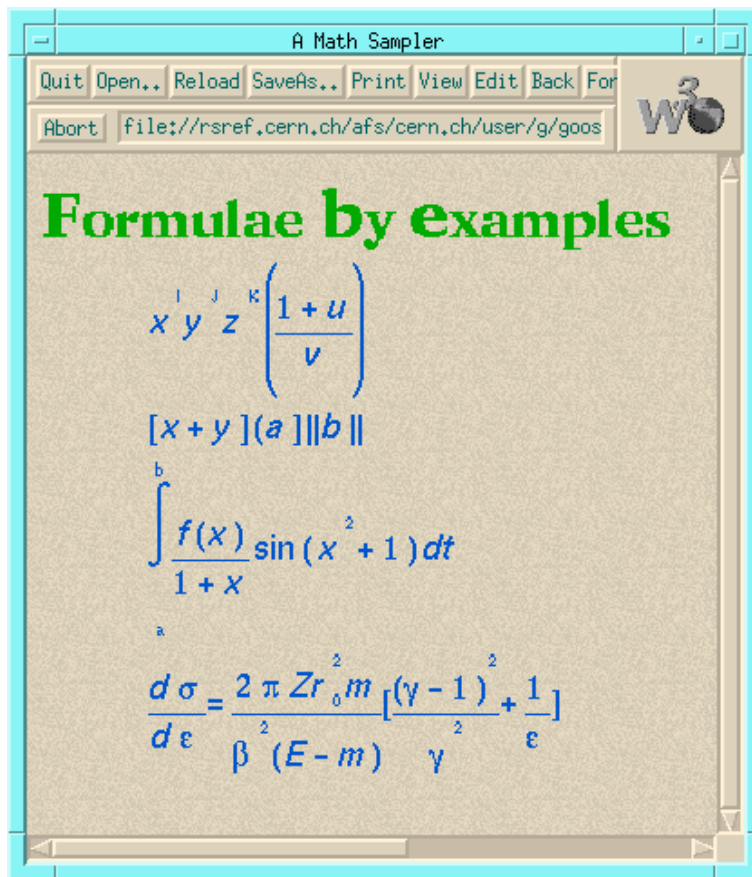 A Math Sampler
Quit Open.. Reload SaveAs.. Print View Edit Back For
W3
Abort file://rsref.cern.ch/afs/cern.ch/user/g/goos
Formulae by examples
x^I y^J z^K ((1 + u)/v)
[x + y](a]||b||
∫_a^b f(x)/(1 + x) sin(x^2 + 1)dt
dσ/dε = 2πZr_0^2m/(β^2(E − m)) [(γ − 1)^2/γ^2 + 1/ε]